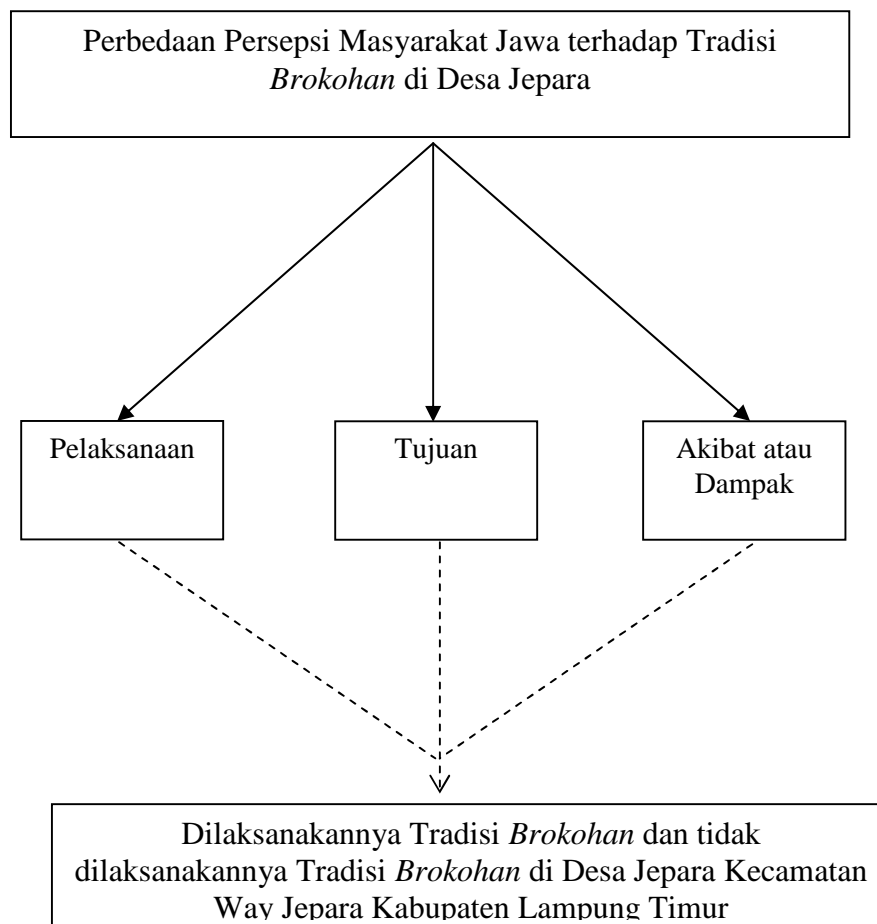 Perbedaan Persepsi Masyarakat Jawa terhadap Tradisi
Brokohan di Desa Jepara
Pelaksanaan
Tujuan
Akibat atau
Dampak
Dilaksanakannya Tradisi Brokohan dan tidak
dilaksanakannya Tradisi Brokohan di Desa Jepara Kecamatan
Way Jepara Kabupaten Lampung Timur